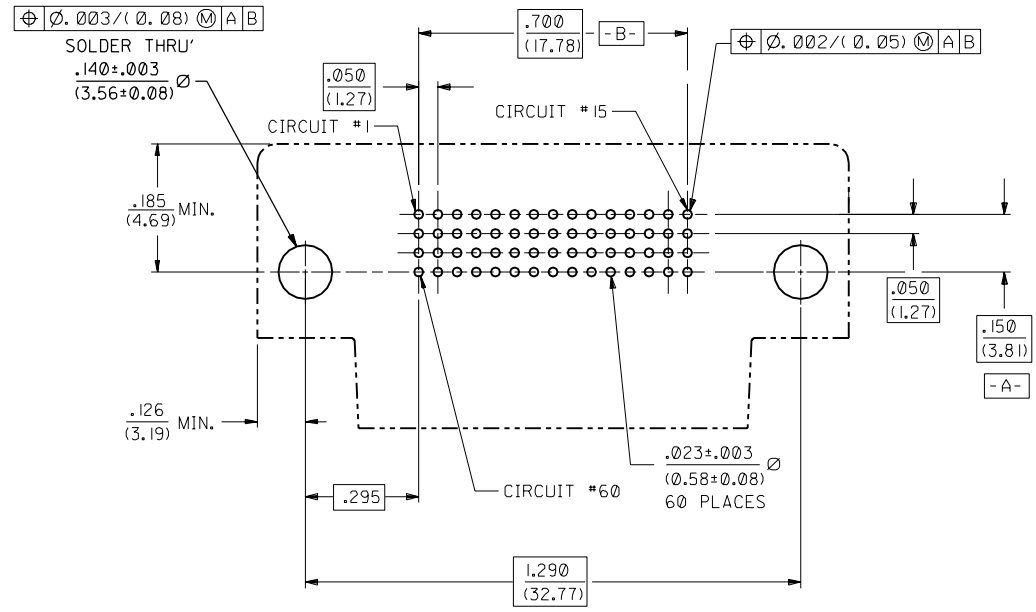 ⌖ Ø.003/(0.08) Ⓜ A B
SOLDER THRU'
.140±.003 Ø
(3.56±0.08)
.700
(17.78)
-B-
⌖ Ø.002/(0.05) Ⓜ A B
.050
(1.27)
CIRCUIT #1
CIRCUIT #15
.185 MIN.
(4.69)
.050
(1.27)
.150
(3.81)
-A-
.126 MIN.
(3.19)
.295
CIRCUIT #60
.023±.003 Ø
(0.58±0.08)
60 PLACES
1.290
(32.77)